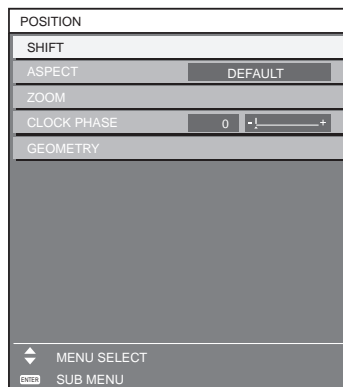 POSITION
SHIFT
ASPECT DEFAULT
ZOOM
CLOCK PHASE 0 - +
GEOMETRY
MENU SELECT
ENTER SUB MENU